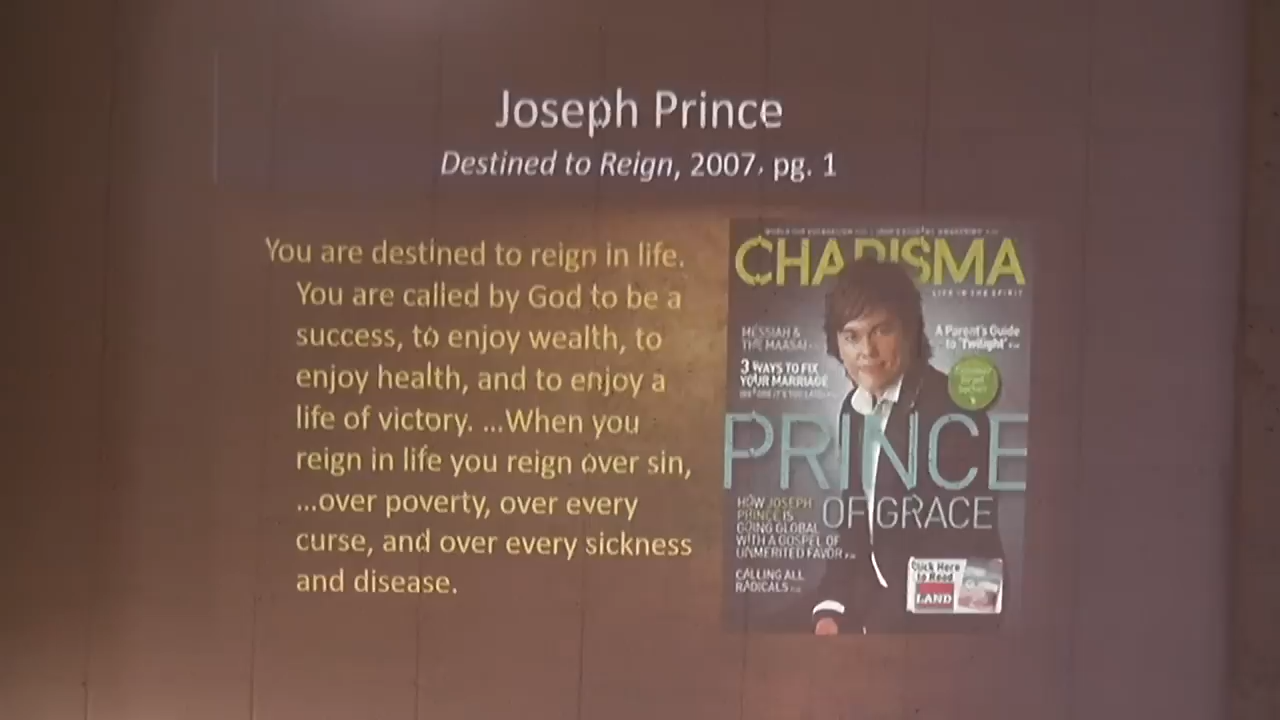 Joseph Prince
Destined to Reign, 2007, pg. 1
You are destined to reign in life.
You are called by God to be a
success, to enjoy wealth, to
enjoy health, and to enjoy a
life of victory. ...When you
reign in life you reign over sin,
...over poverty, over every
curse, and over every sickness
and disease.
CHARISMA
LIFE IN THE SPIRIT
MESSIAH &
THE MAASAI
A Parent's Guide
to 'Twilight'
3 WAYS TO FIX
YOUR MARRIAGE
PRINCE
OF GRACE
HOW JOSEPH
PRINCE IS
GOING GLOBAL
WITH A GOSPEL OF
UNMERITED FAVOR
CALLING ALL
RADICALS
Click Here
to Read
LAND